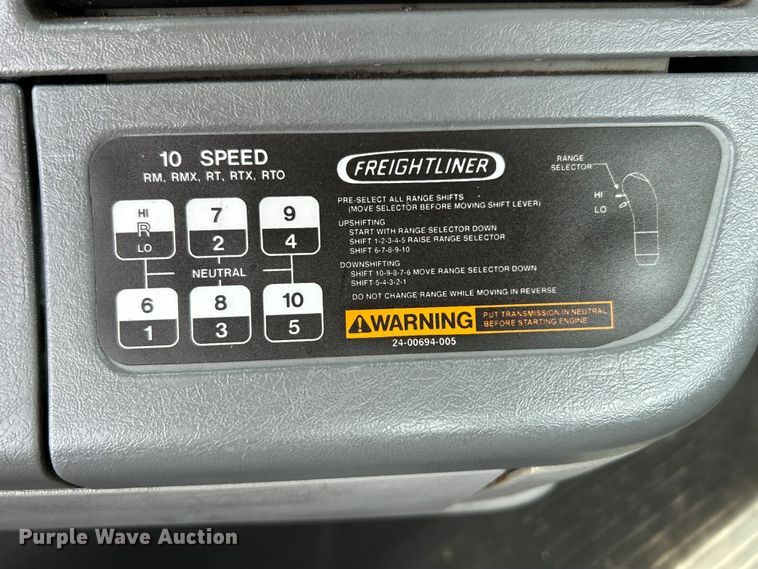 10 SPEED
RM, RMX, RT, RTX, RTO
HI
R
LO
7
2
9
4
NEUTRAL
6
1
8
3
10
5
FREIGHTLINER
PRE-SELECT ALL RANGE SHIFTS
(MOVE SELECTOR BEFORE MOVING SHIFT LEVER)
UPSHIFTING
START WITH RANGE SELECTOR DOWN
SHIFT 1-2-3-4-5 RAISE RANGE SELECTOR
SHIFT 6-7-8-9-10
DOWNSHIFTING
SHIFT 10-9-8-7-6 MOVE RANGE SELECTOR DOWN
SHIFT 5-4-3-2-1
DO NOT CHANGE RANGE WHILE MOVING IN REVERSE
WARNING
PUT TRANSMISSION IN NEUTRAL
BEFORE STARTING ENGINE
24-00694-005
RANGE
SELECTOR
HI
LO
Purple Wave Auction